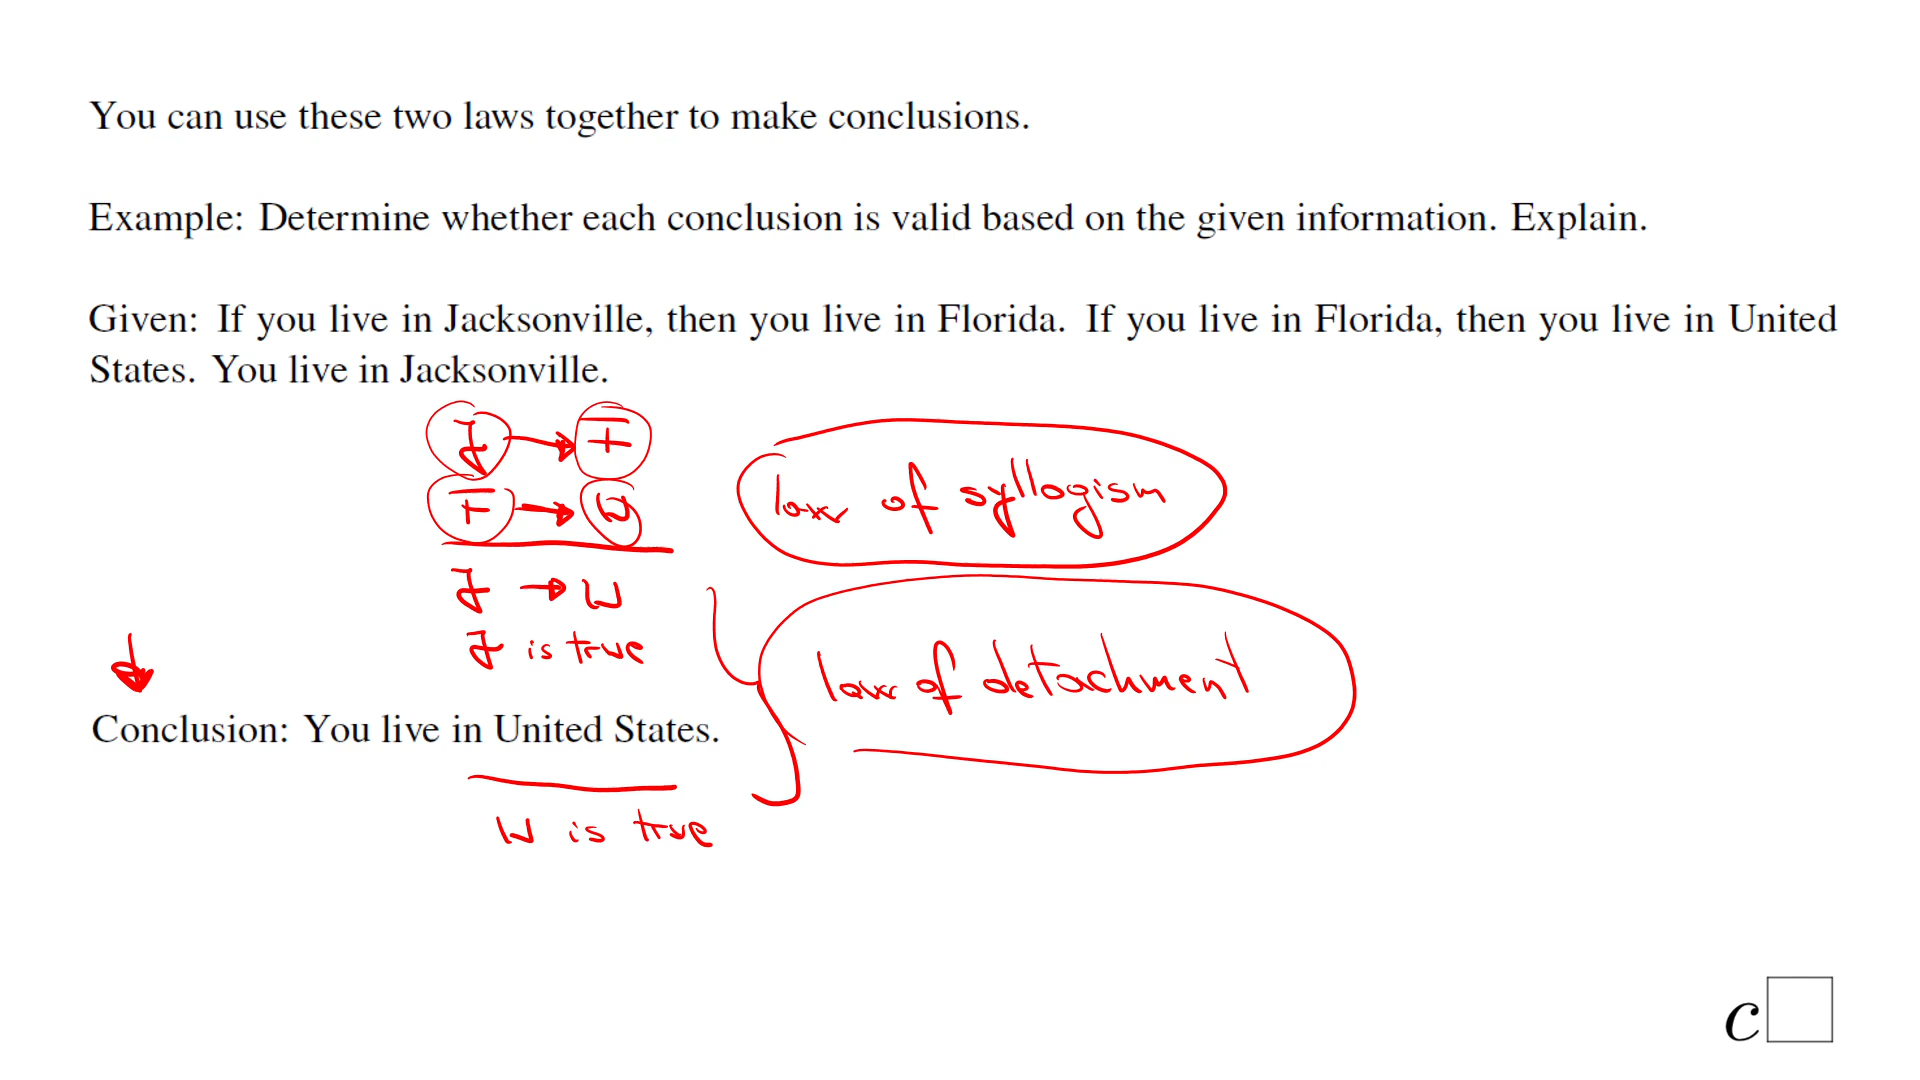 You can use these two laws together to make conclusions.
Example: Determine whether each conclusion is valid based on the given information. Explain.
Given: If you live in Jacksonville, then you live in Florida. If you live in Florida, then you live in United
States. You live in Jacksonville.
J → F
F → U
law of syllogism
J → U
J is true
law of detachment
Conclusion: You live in United States.
U is true
c